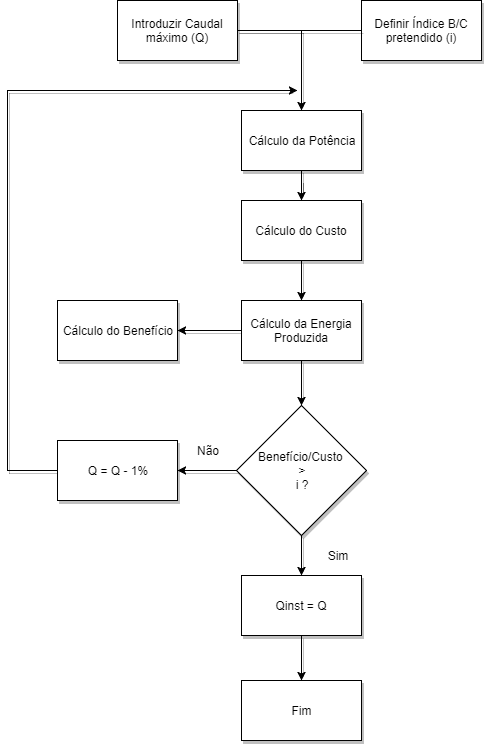 Introduzir Caudal
máximo (Q)
Definir Índice B/C
pretendido (i)
Cálculo da Potência
Cálculo do Custo
Cálculo da Energia
Produzida
Cálculo do Benefício
Benefício/Custo
>
i ?
Não
Q = Q - 1%
Sim
Qinst = Q
Fim